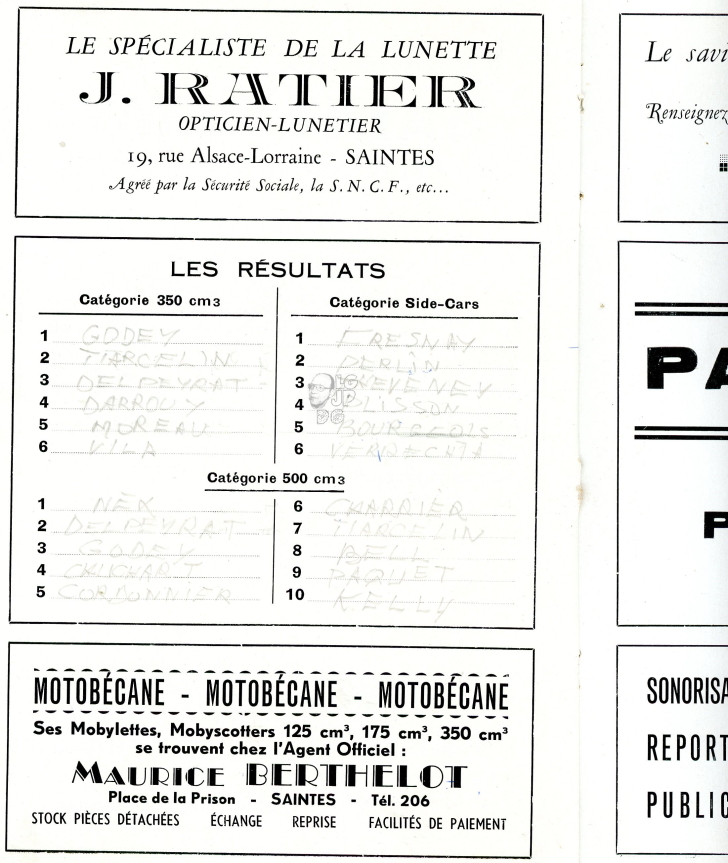 LE SPÉCIALISTE DE LA LUNETTE
J. RATIER
OPTICIEN-LUNETIER
19, rue Alsace-Lorraine - SAINTES
Agréé par la Sécurité Sociale, la S.N.C.F., etc...
LES RÉSULTATS
Catégorie 350 cm3
1 GODEY
2 TIARCELIN
3 DELPEYRAT
4 DARROUY
5 MOREAU
6 VILA
Catégorie Side-Cars
1 FRESNAY
2 PERLIN
3
4
5 BOURGEOIS
6
Catégorie 500 cm3
1 NEN
2 DELPEYRAT
3 GODEY
4 CHUCHART
5 CORDONNIER
6 CHARRIER
7 TIARCELIN
8 BELL
9 PAQUET
10 KELLY
MOTOBÉCANE - MOTOBÉCANE - MOTOBÉCANE
Ses Mobylettes, Mobyscotters 125 cm³, 175 cm³, 350 cm³
se trouvent chez l'Agent Officiel :
MAURICE BERTHELOT
Place de la Prison - SAINTES - Tél. 206
STOCK PIÈCES DÉTACHÉES ÉCHANGE REPRISE FACILITÉS DE PAIEMENT
Le savi
Renseignez
PA
P
SONORISA
REPORT
PUBLIC